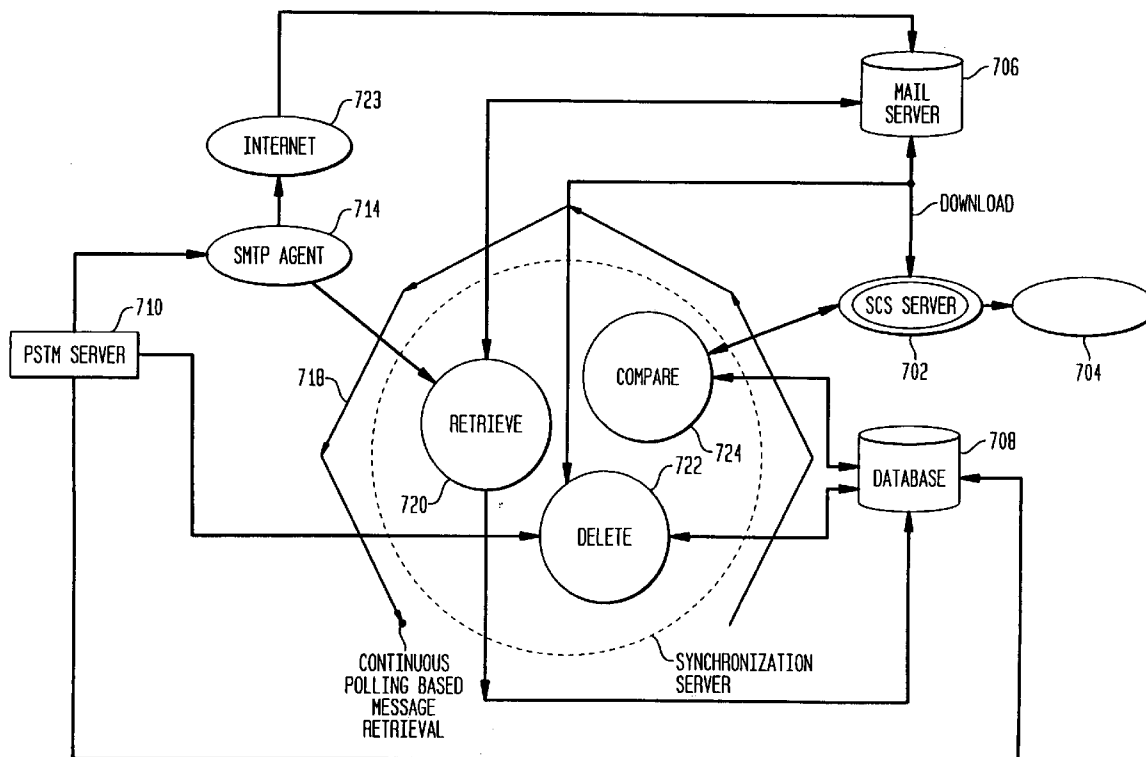 706
MAIL
SERVER
723
INTERNET
714
SMTP AGENT
DOWNLOAD
710
PSTM SERVER
SCS SERVER
702
704
718
COMPARE
724
RETRIEVE
720
722
DELETE
708
DATABASE
CONTINUOUS
POLLING BASED
MESSAGE
RETRIEVAL
SYNCHRONIZATION
SERVER